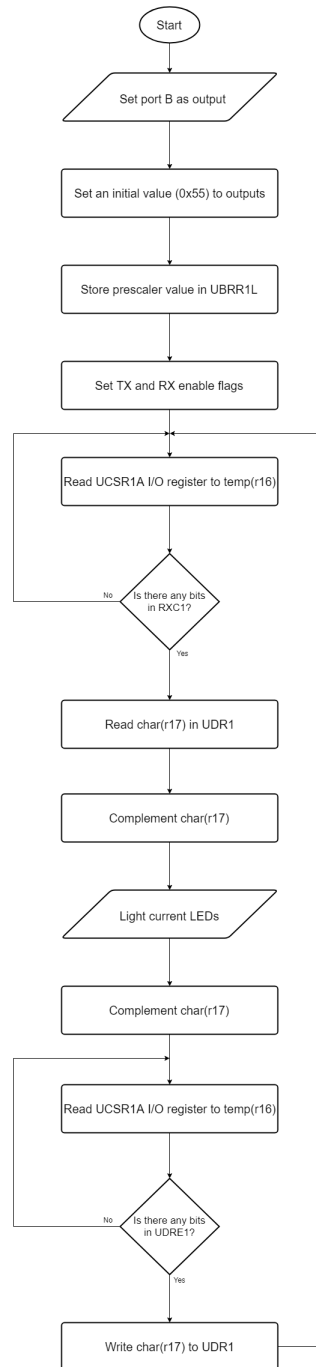 Start
Set port B as output
Set an initial value (0x55) to outputs
Store prescaler value in UBRR1L
Set TX and RX enable flags
Read UCSR1A I/O register to temp(r16)
No
Is there any bits
in RXC1?
Yes
Read char(r17) in UDR1
Complement char(r17)
Light current LEDs
Complement char(r17)
Read UCSR1A I/O register to temp(r16)
No
Is there any bits
in UDRE1?
Yes
Write char(r17) to UDR1